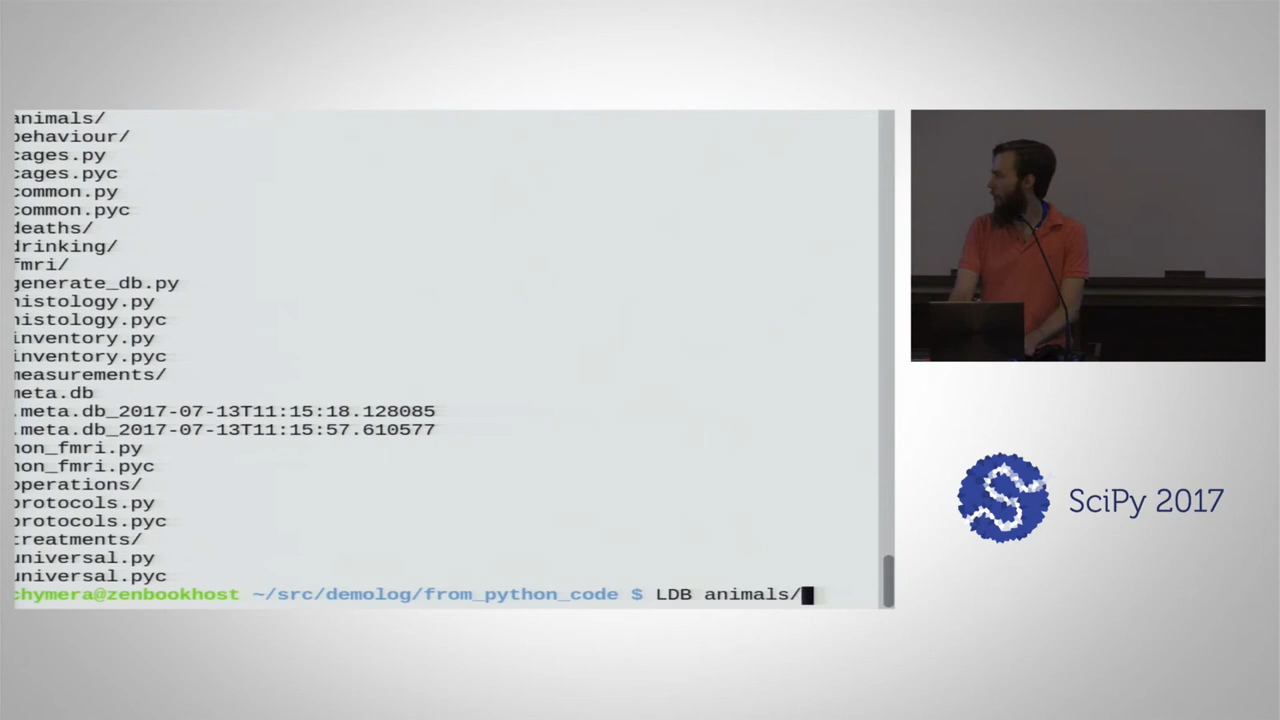 animals/
behaviour/
cages.py
cages.pyc
common.py
common.pyc
deaths/
drinking/
fmri/
generate_db.py
histology.py
histology.pyc
inventory.py
inventory.pyc
measurements/
meta.db
.meta.db_2017-07-13T11:15:18.128085
.meta.db_2017-07-13T11:15:57.610577
non_fmri.py
non_fmri.pyc
operations/
protocols.py
protocols.pyc
treatments/
universal.py
universal.pyc
chymera@zenbookhost ~/src/demolog/from_python_code $ LDB animals/
SciPy 2017